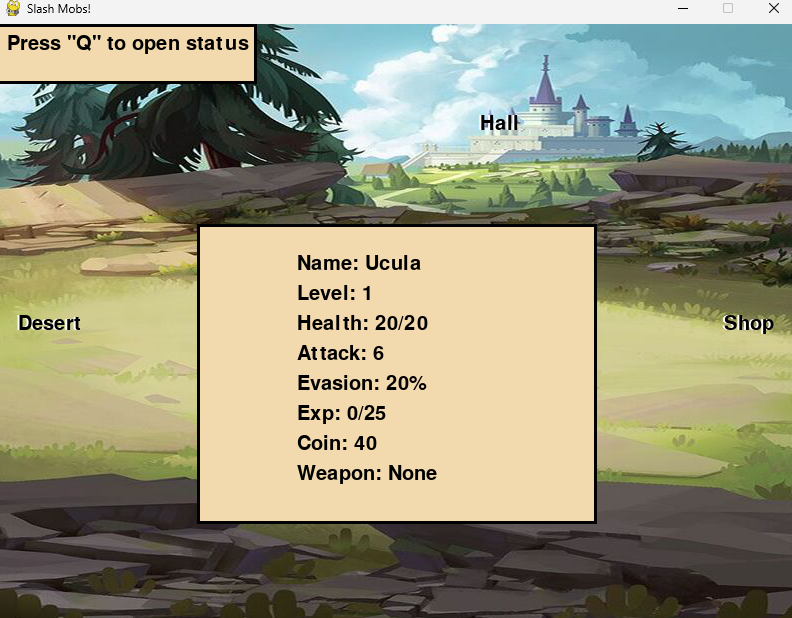 Slash Mobs!
Press "Q" to open status
Hall
Desert
Shop
Name: Ucula
Level: 1
Health: 20/20
Attack: 6
Evasion: 20%
Exp: 0/25
Coin: 40
Weapon: None